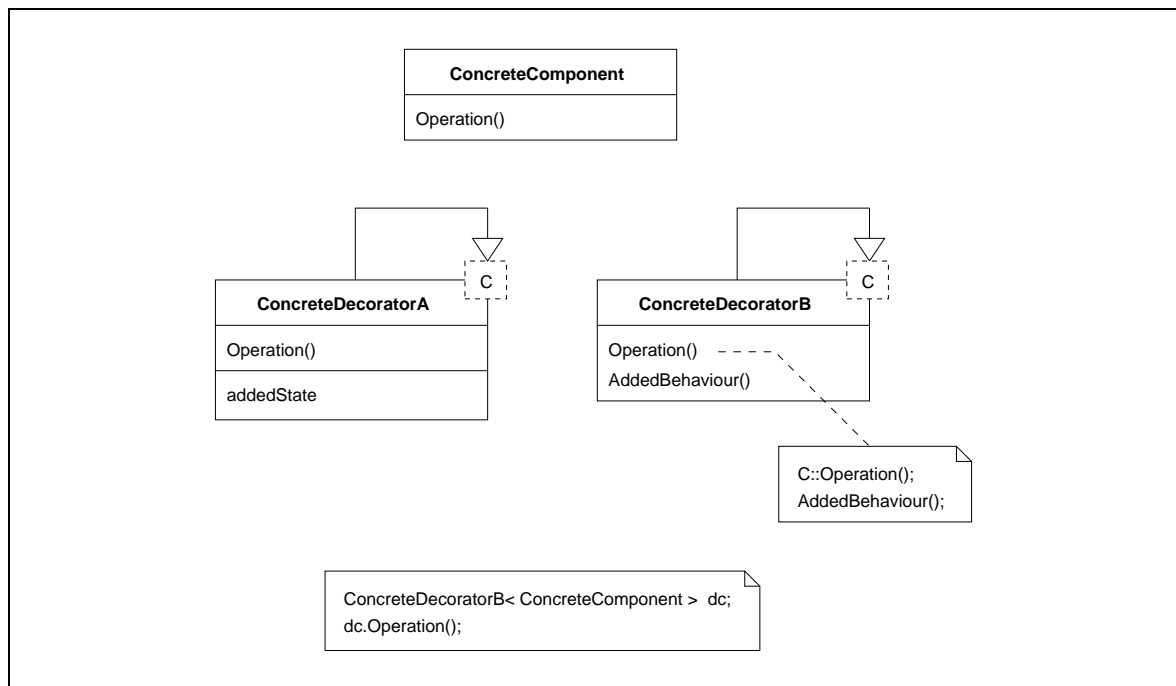 ConcreteComponent
Operation()
C
ConcreteDecoratorA
Operation()
addedState
C
ConcreteDecoratorB
Operation()
AddedBehaviour()
C::Operation();
AddedBehaviour();
ConcreteDecoratorB< ConcreteComponent > dc;
dc.Operation();